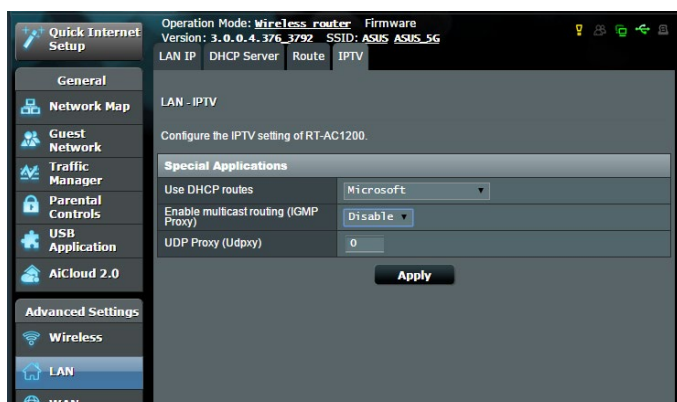 Quick Internet
Setup
General
Network Map
Guest
Network
Traffic
Manager
Parental
Controls
USB
Application
AiCloud 2.0
Advanced Settings
Wireless
LAN
WAN
Operation Mode: Wireless router Firmware
Version: 3.0.0.4.376_3792 SSID: ASUS ASUS_5G
LAN IP DHCP Server Route IPTV
LAN - IPTV
Configure the IPTV setting of RT-AC1200.
Special Applications
Use DHCP routes Microsoft
Enable multicast routing (IGMP
Proxy) Disable
UDP Proxy (Udpxy) 0
Apply